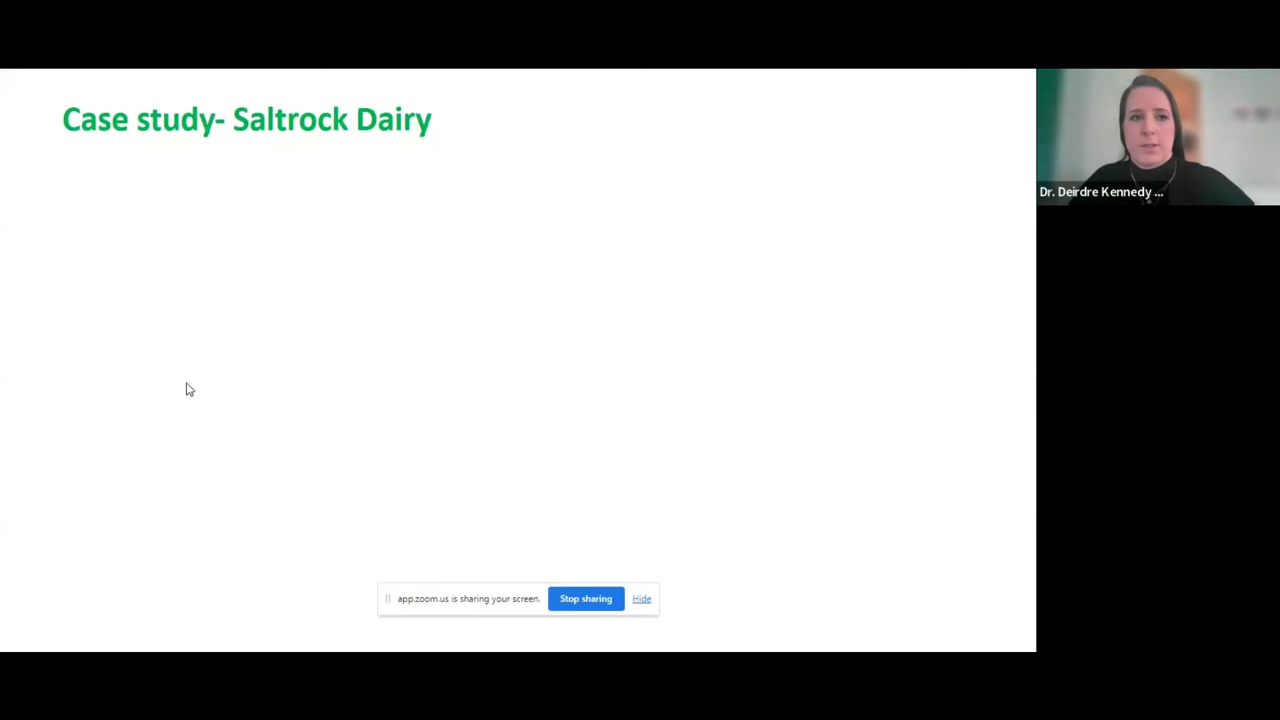 Case study- Saltrock Dairy
Dr. Deirdre Kennedy ...
app.zoom.us is sharing your screen.
Stop sharing
Hide